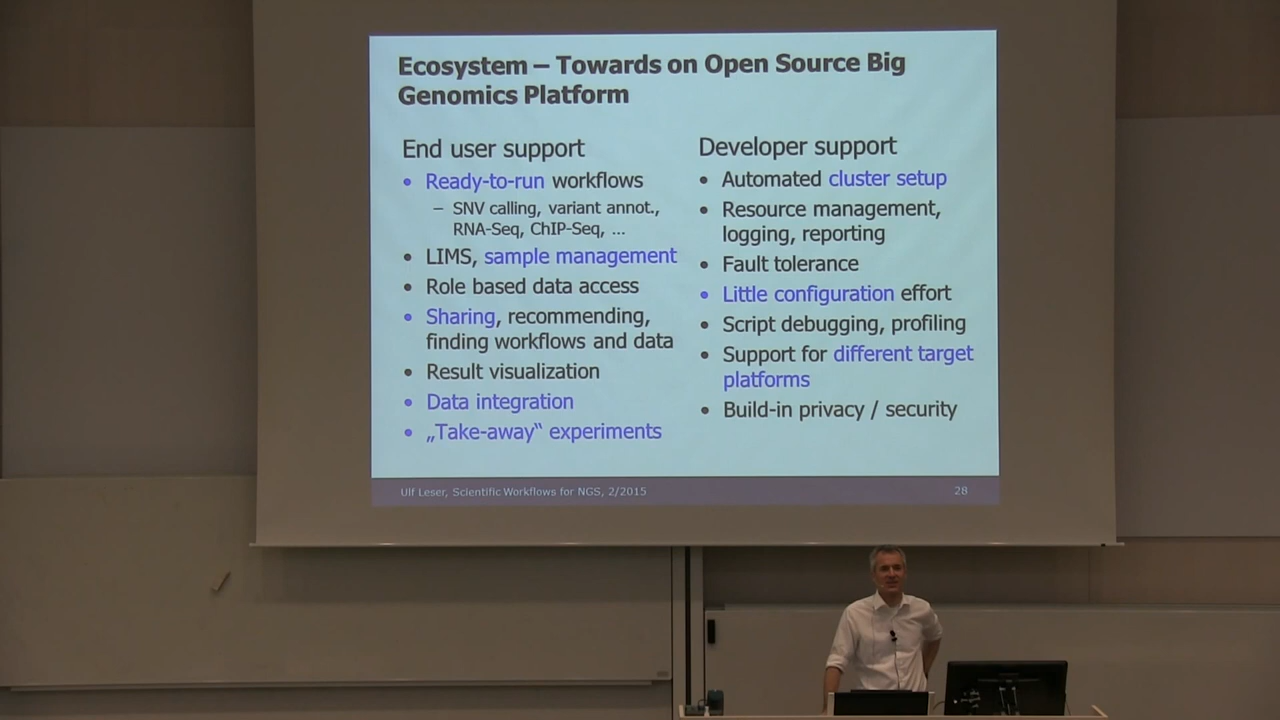 Ecosystem – Towards on Open Source Big
Genomics Platform
End user support
• Ready-to-run workflows
– SNV calling, variant annot.,
RNA-Seq, ChIP-Seq, ...
• LIMS, sample management
• Role based data access
• Sharing, recommending,
finding workflows and data
• Result visualization
• Data integration
• „Take-away“ experiments
Developer support
• Automated cluster setup
• Resource management,
logging, reporting
• Fault tolerance
• Little configuration effort
• Script debugging, profiling
• Support for different target
platforms
• Build-in privacy / security
Ulf Leser, Scientific Workflows for NGS, 2/2015
28